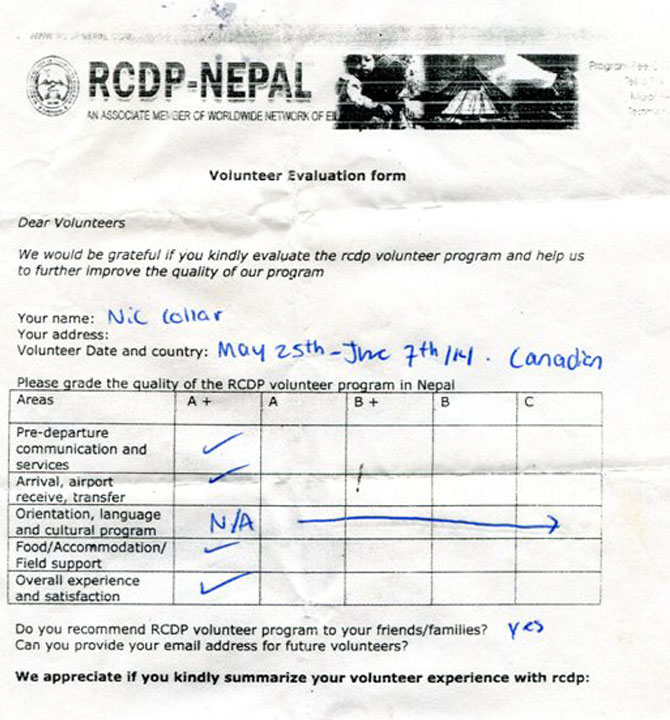 RCDP-NEPAL
AN ASSOCIATE MEMBER OF WORLDWIDE NETWORK OF
Volunteer Evaluation form
Dear Volunteers
We would be grateful if you kindly evaluate the rcdp volunteer program and help us
to further improve the quality of our program
Your name: Nic Collar
Your address:
Volunteer Date and country: May 25th - June 7th /14. Canadian
Please grade the quality of the RCDP volunteer program in Nepal
Areas A + A B + B C
Pre-departure
communication and ✓
services
Arrival, airport ✓
receive, transfer
Orientation, language
and cultural program N/A
Food/Accommodation/ ✓
Field support
Overall experience ✓
and satisfaction
Do you recommend RCDP volunteer program to your friends/families? yes
Can you provide your email address for future volunteers?
We appreciate if you kindly summarize your volunteer experience with rcdp: